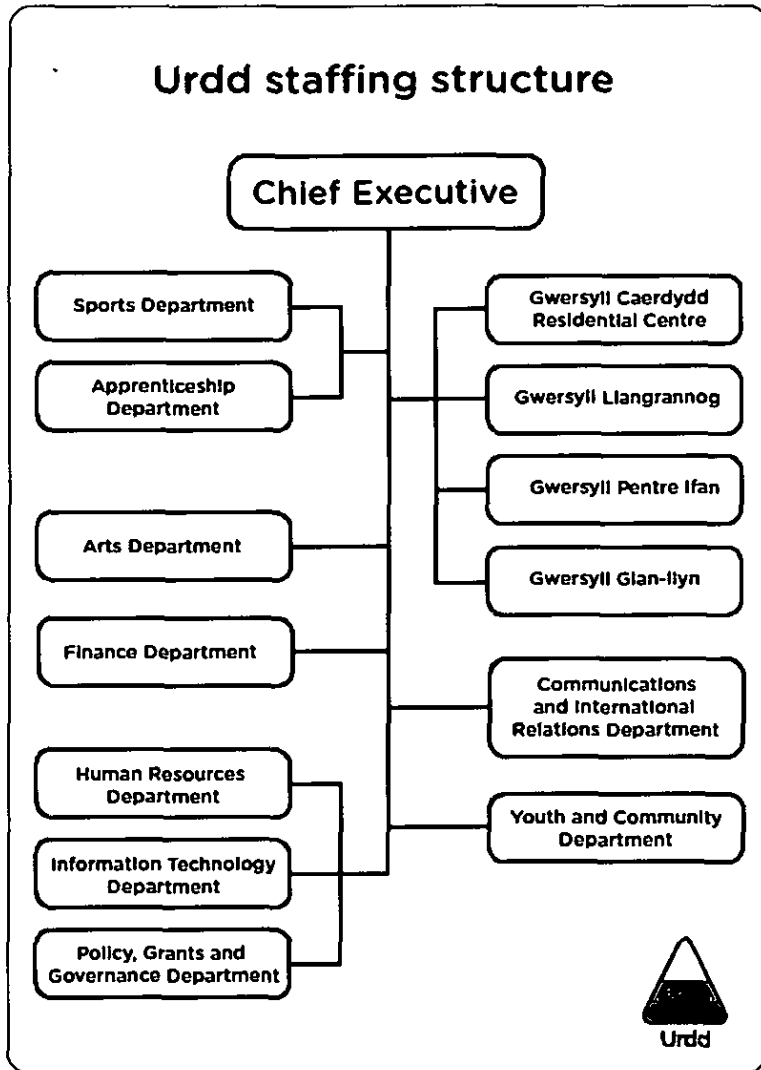 Urdd staffing structure
Chief Executive
Sports Department
Apprenticeship
Department
Arts Department
Finance Department
Human Resources
Department
Information Technology
Department
Policy, Grants and
Governance Department
Gwersyll Caerdydd
Residential Centre
Gwersyll Llangrannog
Gwersyll Pentre Ifan
Gwersyll Glan-llyn
Communications
and International
Relations Department
Youth and Community
Department
Urdd